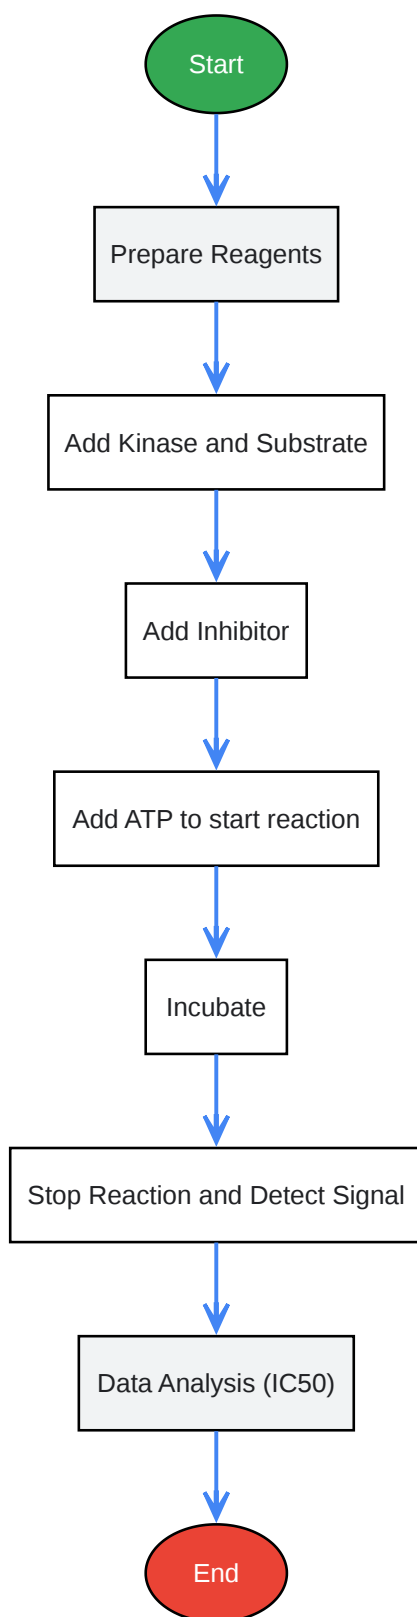 Start
Prepare Reagents
Add Kinase and Substrate
Add Inhibitor
Add ATP to start reaction
Incubate
Stop Reaction and Detect Signal
Data Analysis (IC50)
End